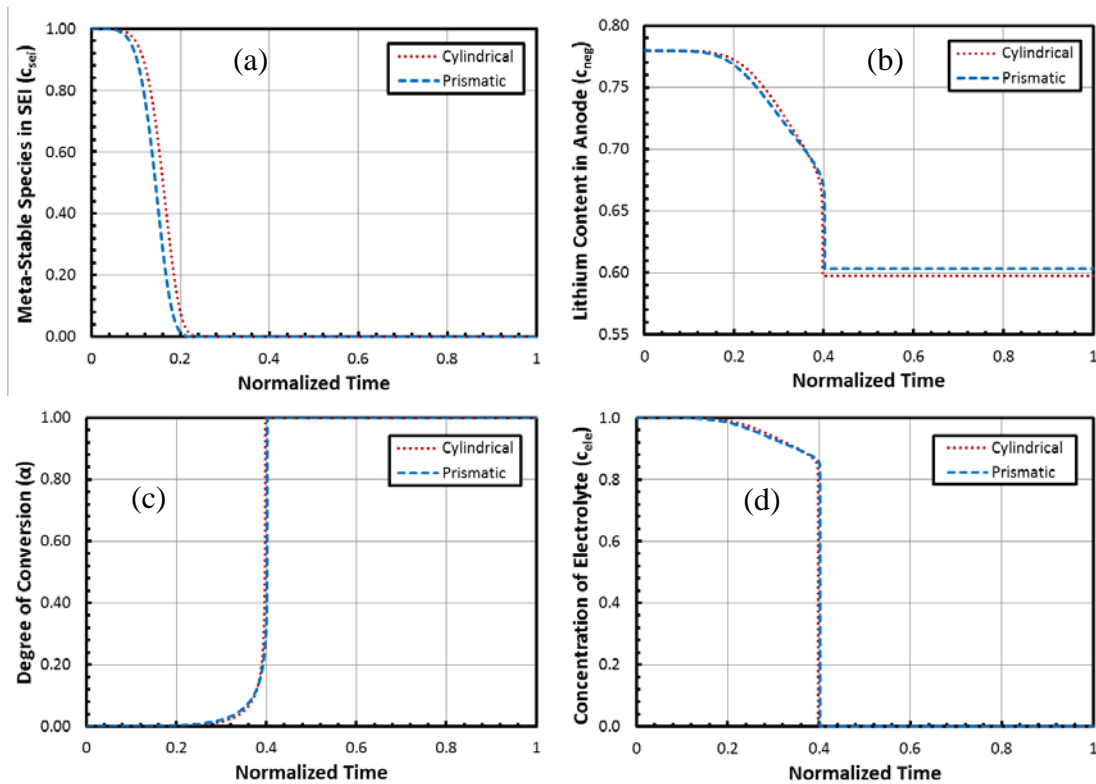 Meta-Stable Species in SEI (c_sei)
1.00
0.80
0.60
0.40
0.20
0.00
(a)
Cylindrical
Prismatic
0 0.2 0.4 0.6 0.8 1
Normalized Time
Lithium Content in Anode (c_neg)
0.80
0.75
0.70
0.65
0.60
0.55
(b)
Cylindrical
Prismatic
0 0.2 0.4 0.6 0.8 1
Normalized Time
Degree of Conversion (α)
1.00
0.80
0.60
0.40
0.20
0.00
(c)
Cylindrical
Prismatic
0 0.2 0.4 0.6 0.8 1
Normalized Time
Concentration of Electrolyte (c_ele)
1.0
0.8
0.6
0.4
0.2
0.0
(d)
Cylindrical
Prismatic
0 0.2 0.4 0.6 0.8 1
Normalized Time